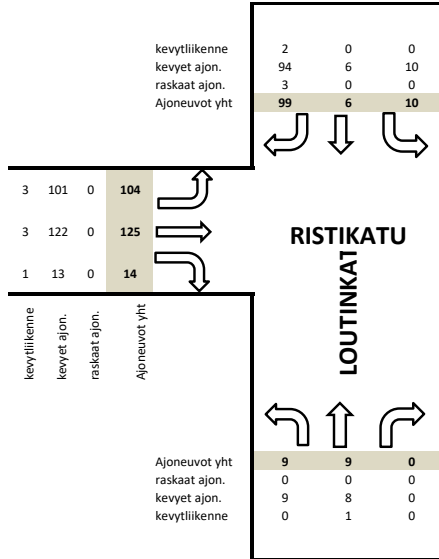 kevytliikenne 2 0 0
kevyet ajon. 94 6 10
raskaat ajon. 3 0 0
Ajoneuvot yht 99 6 10
3 101 0 104
3 122 0 125
1 13 0 14
kevytliikenne
kevyet ajon.
raskaat ajon.
Ajoneuvot yht
RISTIKATU
LOUTINKAT
Ajoneuvot yht 9 9 0
raskaat ajon. 0 0 0
kevyet ajon. 9 8 0
kevytliikenne 0 1 0